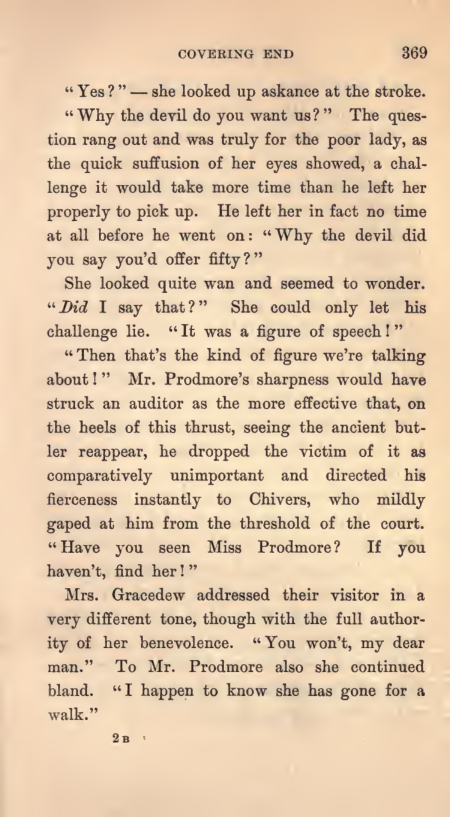 COVERING END 369
“Yes?” — she looked up askance at the stroke.
“Why the devil do you want us?” The ques-
tion rang out and was truly for the poor lady, as
the quick suffusion of her eyes showed, a chal-
lenge it would take more time than he left her
properly to pick up. He left her in fact no time
at all before he went on: “Why the devil did
you say you’d offer fifty?”
She looked quite wan and seemed to wonder.
“Did I say that?” She could only let his
challenge lie. “It was a figure of speech!”
“Then that’s the kind of figure we’re talking
about!” Mr. Prodmore’s sharpness would have
struck an auditor as the more effective that, on
the heels of this thrust, seeing the ancient but-
ler reappear, he dropped the victim of it as
comparatively unimportant and directed his
fierceness instantly to Chivers, who mildly
gaped at him from the threshold of the court.
“Have you seen Miss Prodmore? If you
haven’t, find her!”
Mrs. Gracedew addressed their visitor in a
very different tone, though with the full author-
ity of her benevolence. “You won’t, my dear
man.” To Mr. Prodmore also she continued
bland. “I happen to know she has gone for a
walk.”
2 B